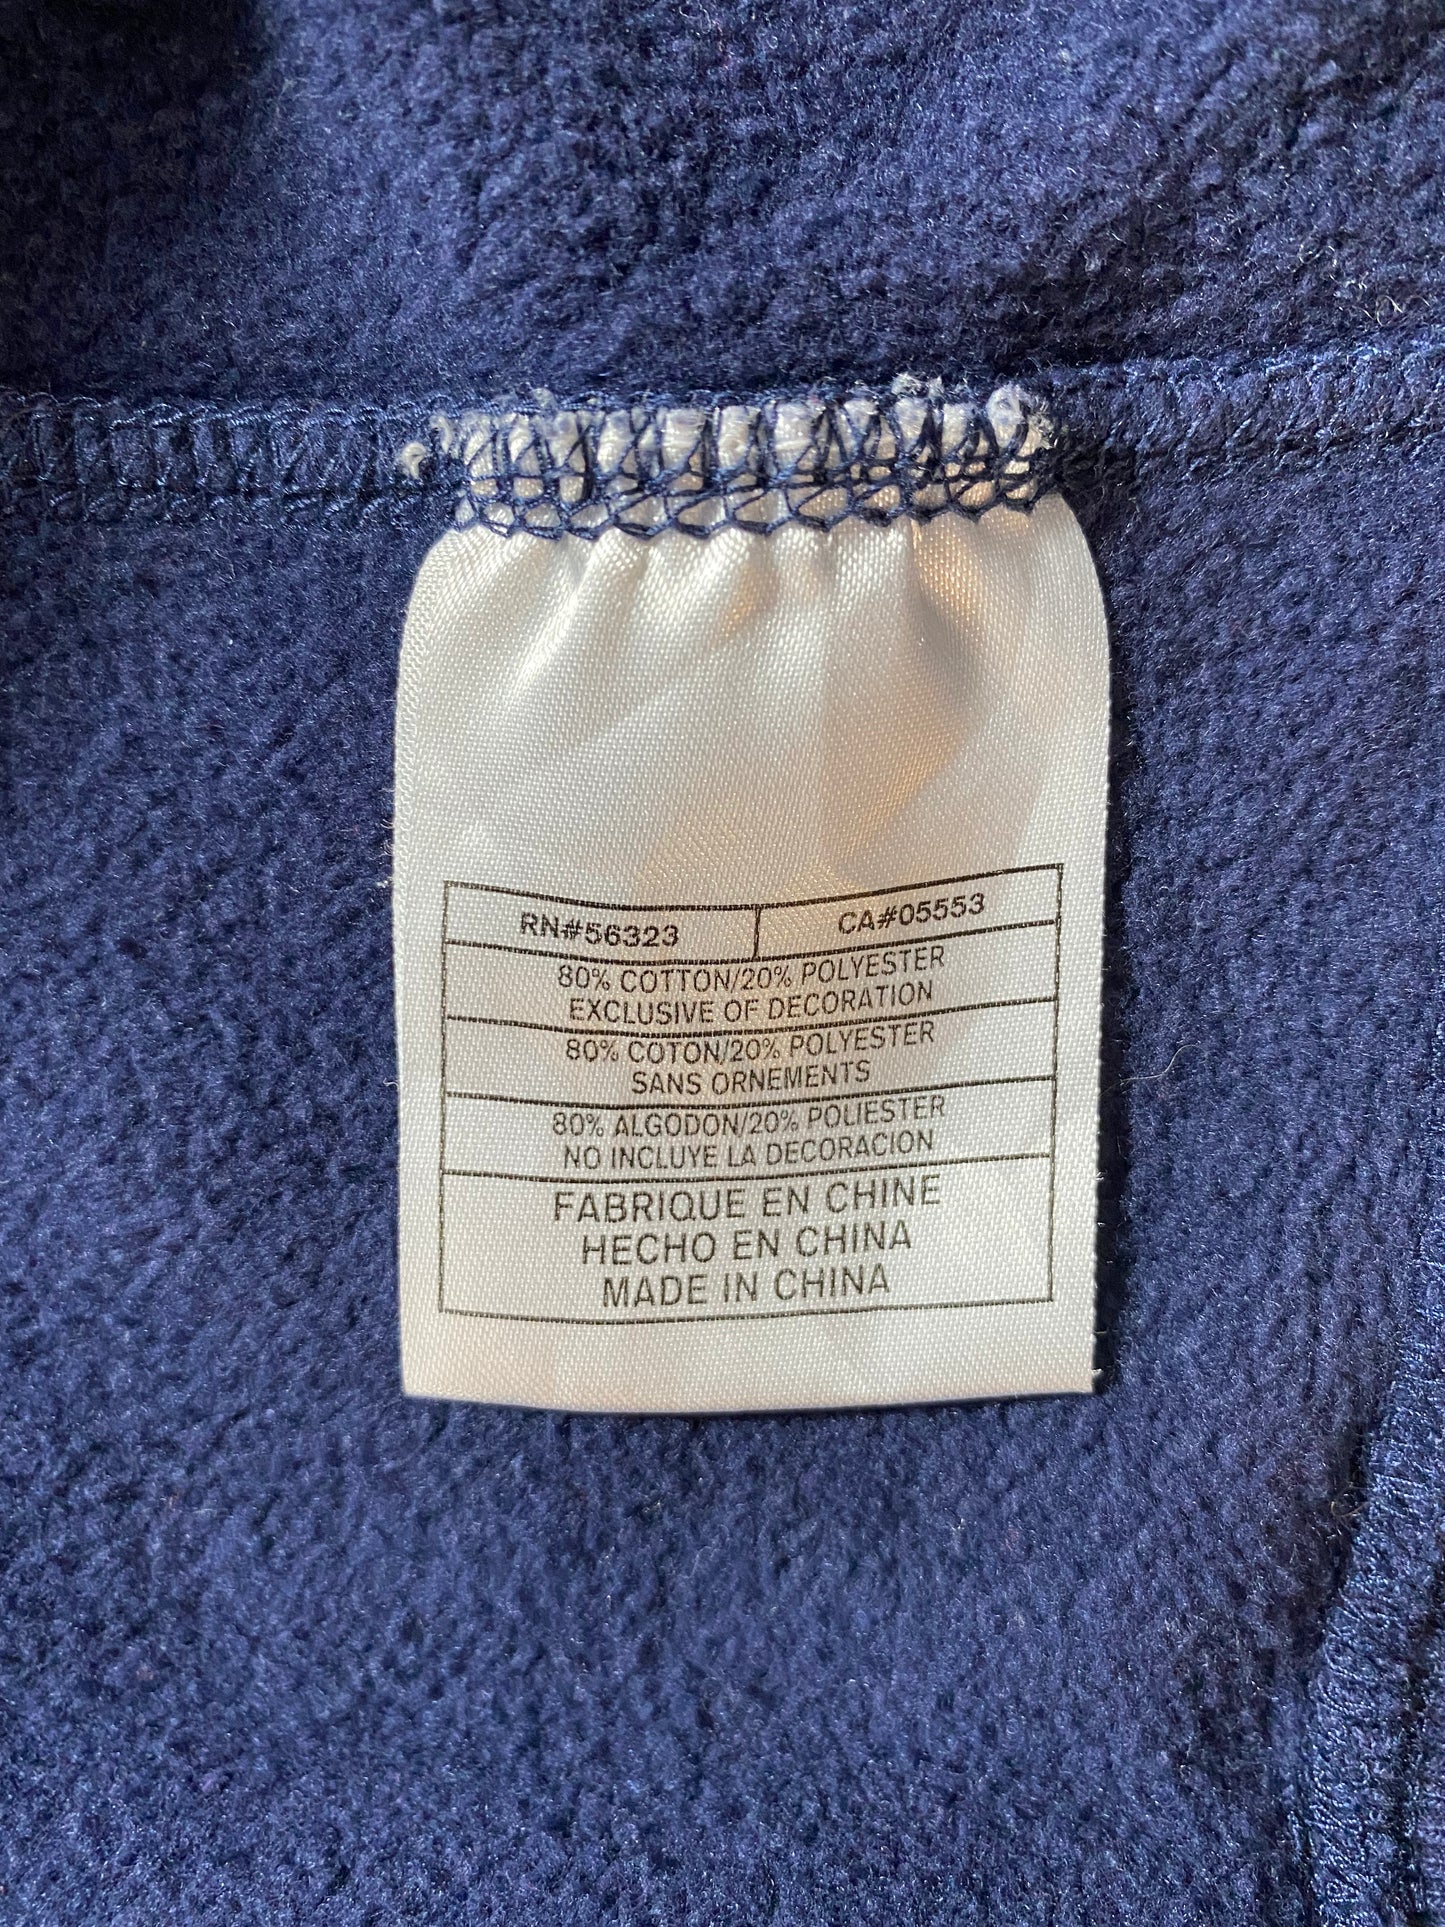 RN#56323 CA#05553
80% COTTON/20% POLYESTER
EXCLUSIVE OF DECORATION
80% COTON/20% POLYESTER
SANS ORNEMENTS
80% ALGODON/20% POLIESTER
NO INCLUYE LA DECORACION
FABRIQUE EN CHINE
HECHO EN CHINA
MADE IN CHINA